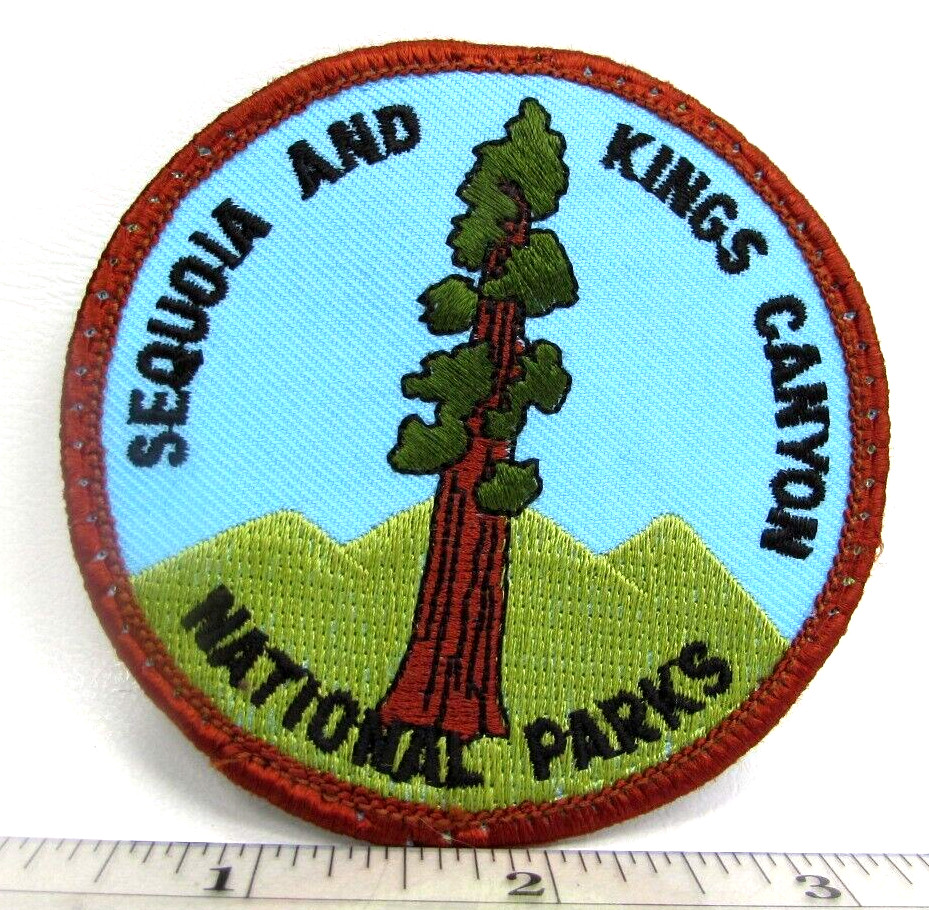 SEQUOIA AND KINGS CANYON
NATIONAL PARKS
1 2 3